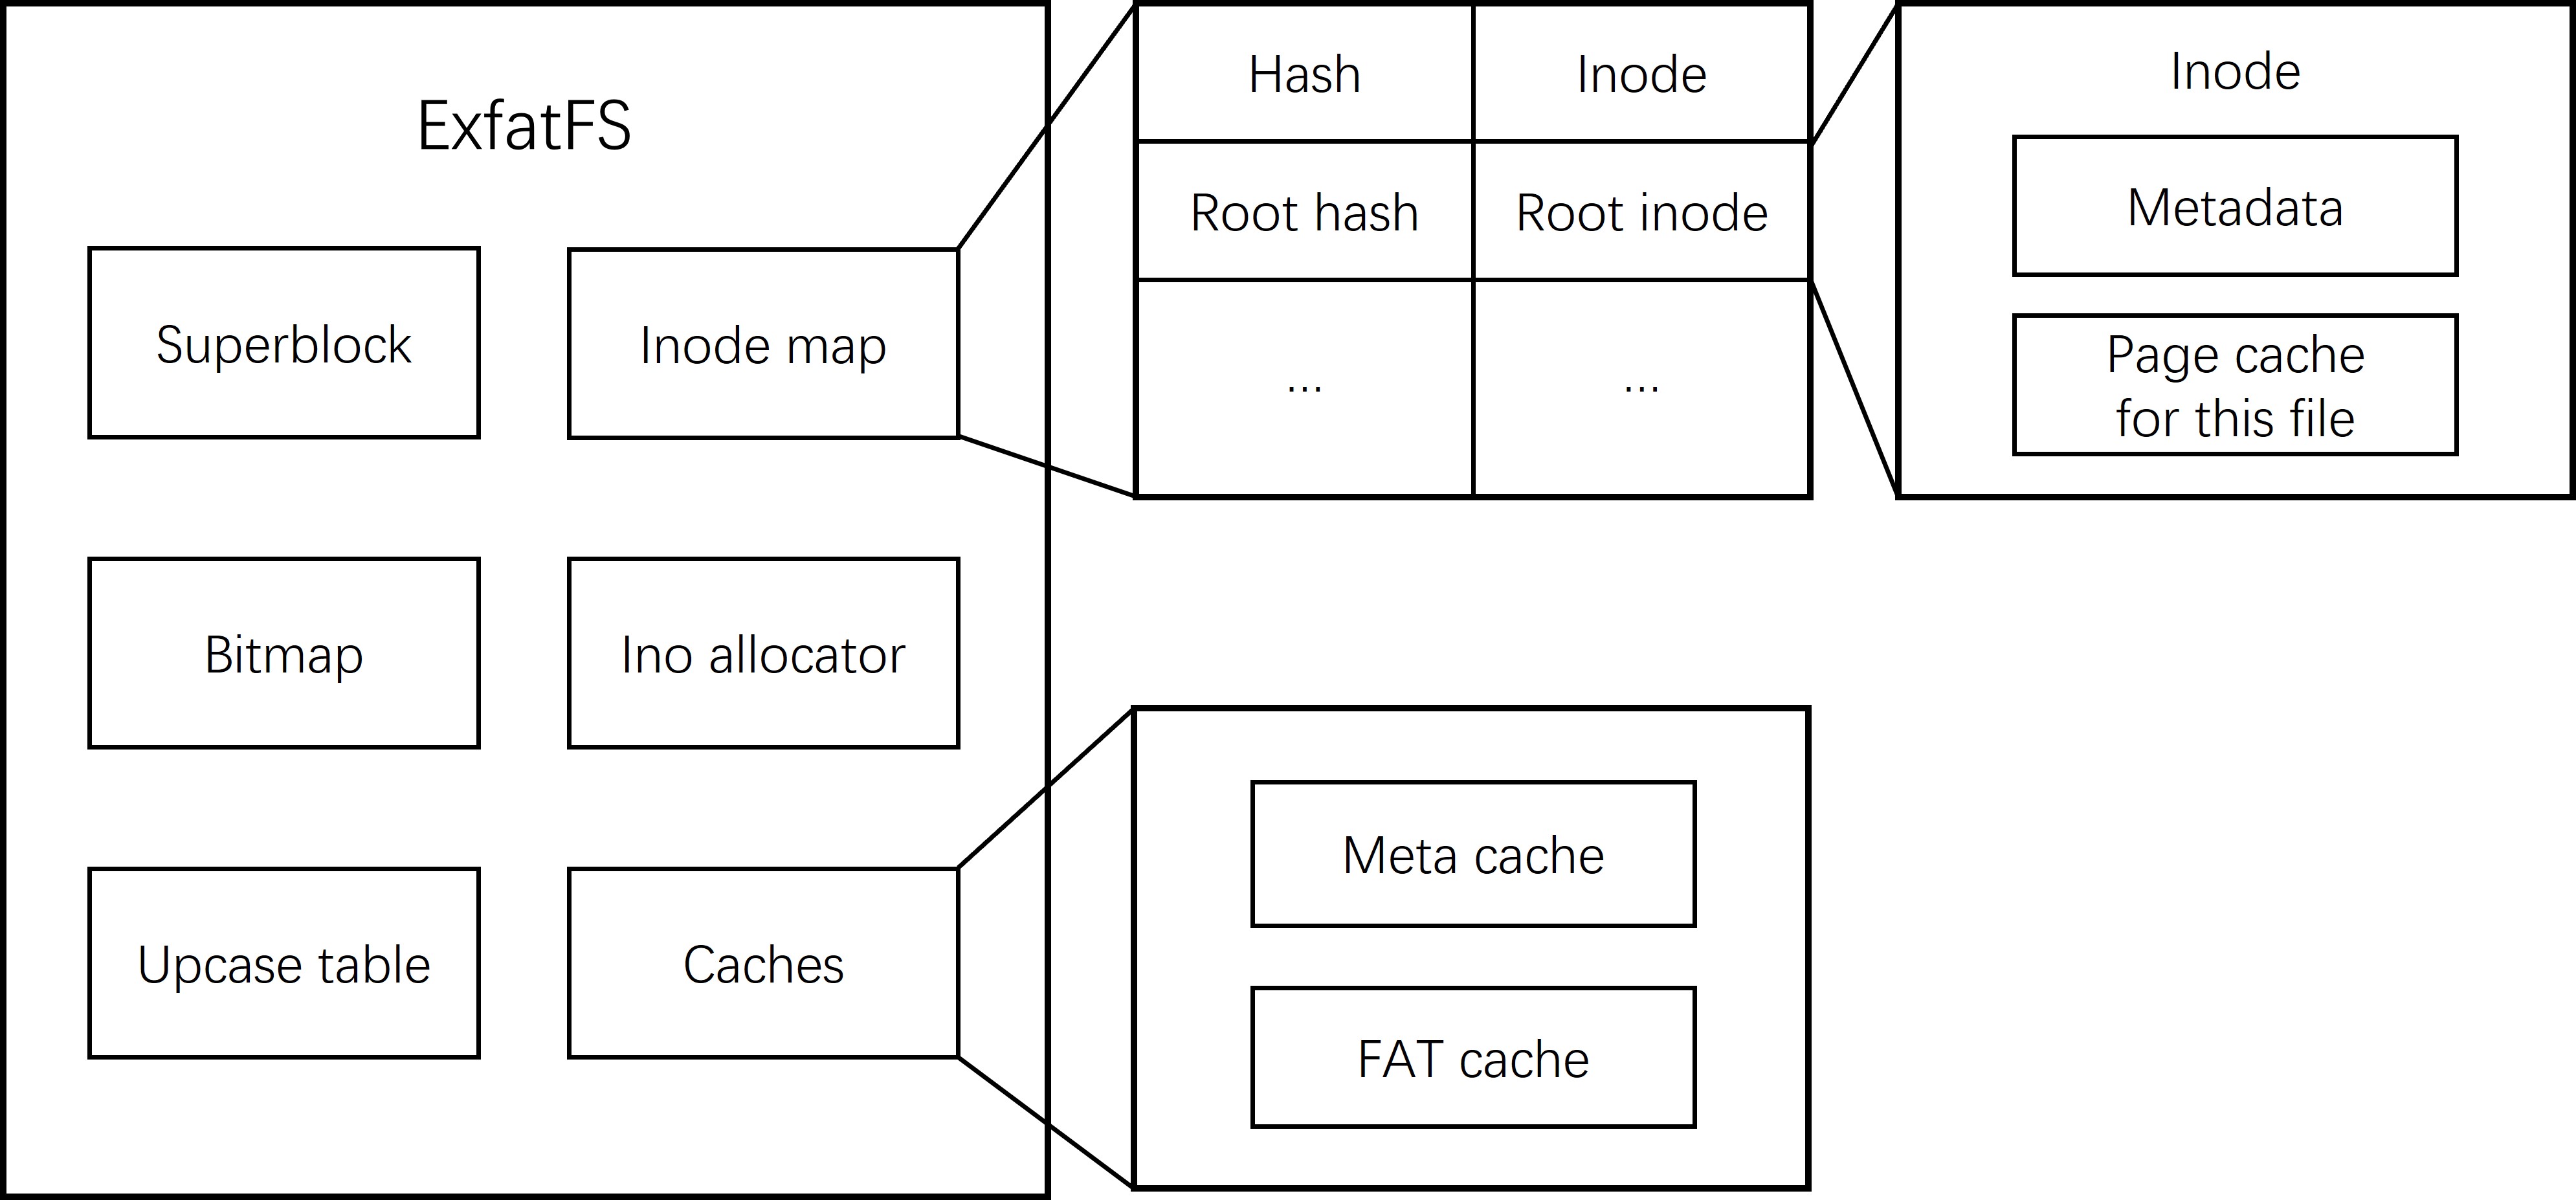 ExfatFS
Superblock
Inode map
Bitmap
Ino allocator
Upcase table
Caches
Hash
Inode
Root hash
Root inode
...
...
Inode
Metadata
Page cache
for this file
Meta cache
FAT cache